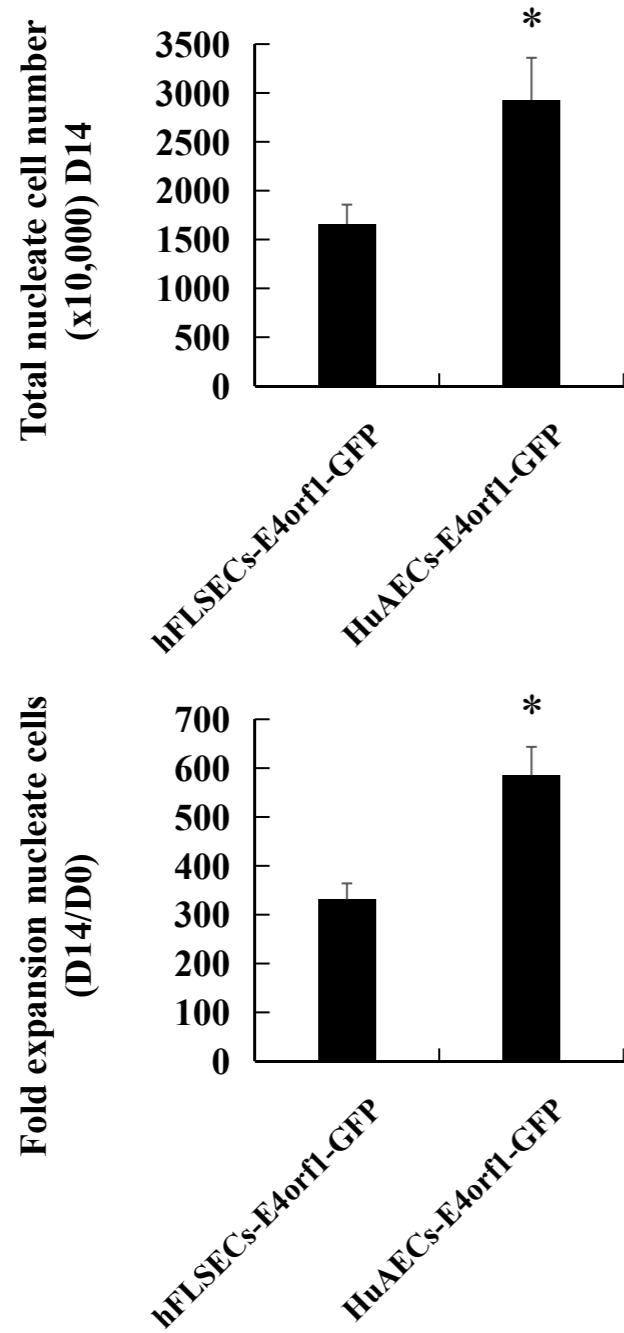 Total nucleate cell number
(x10,000) D14
3500
3000
2500
2000
1500
1000
500
0
*
hFLSECs-E4orf1-GFP
HuAECs-E4orf1-GFP
Fold expansion nucleate cells
(D14/D0)
700
600
500
400
300
200
100
0
*
hFLSECs-E4orf1-GFP
HuAECs-E4orf1-GFP